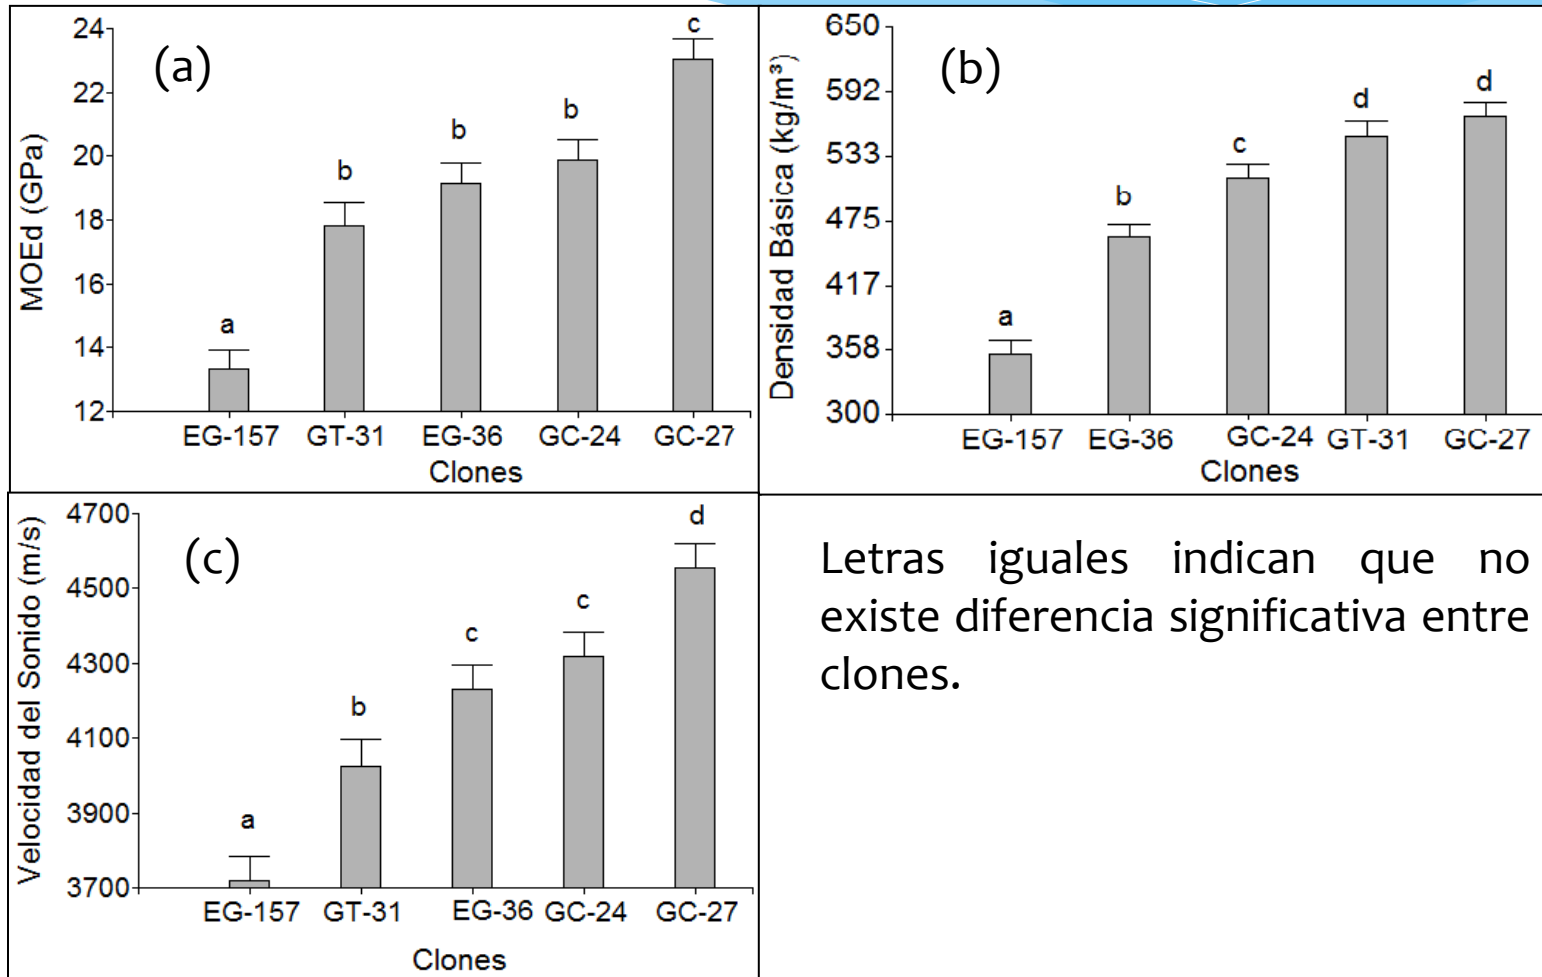 (a)
MOEd (GPa)
24
22
20
18
16
14
12
a
b
b
b
c
EG-157 GT-31 EG-36 GC-24 GC-27
Clones
(b)
Densidad Básica (kg/m³)
650
592
533
475
417
358
300
a
b
c
d
d
EG-157 EG-36 GC-24 GT-31 GC-27
Clones
(c)
Velocidad del Sonido (m/s)
4700
4500
4300
4100
3900
3700
a
b
c
c
d
EG-157 GT-31 EG-36 GC-24 GC-27
Clones
Letras iguales indican que no
existe diferencia significativa entre
clones.